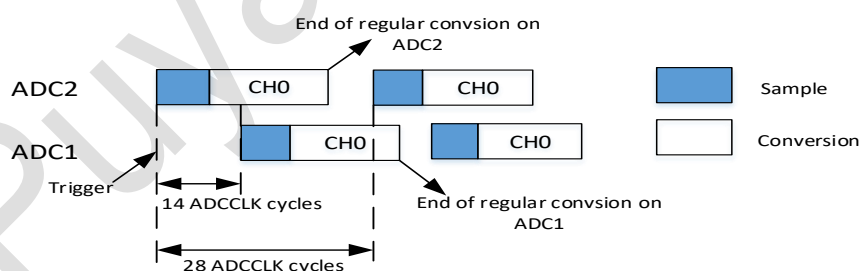 End of regular convsion on
ADC2
ADC2
CH0
CH0
Sample
ADC1
CH0
CH0
Conversion
Trigger
14 ADCCLK cycles
End of regular convsion on
ADC1
28 ADCCLK cycles
Puya